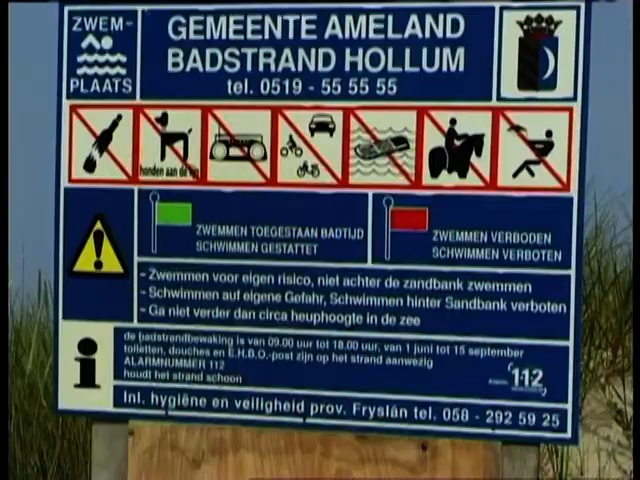 ZWEM-
PLAATS
GEMEENTE AMELAND
BADSTRAND HOLLUM
tel. 0519 - 55 55 55
honden aan de lijn
ZWEMMEN TOEGESTAAN BADTIJD
SCHWIMMEN GESTATTET
ZWEMMEN VERBODEN
SCHWIMMEN VERBOTEN
- Zwemmen voor eigen risico, niet achter de zandbank zwemmen
- Schwimmen auf eigene Gefahr, Schwimmen hinter Sandbank verboten
- Ga niet verder dan circa heuphoogte in de zee
de badstrandbewaking is van 09.00 uur tot 18.00 uur, van 1 juni tot 15 september
toiletten, douches en E.H.B.O.-post zijn op het strand aanwezig
ALARMNUMMER 112
houdt het strand schoon
112
Inl. hygiëne en veiligheid prov. Fryslân tel. 058 - 292 59 25